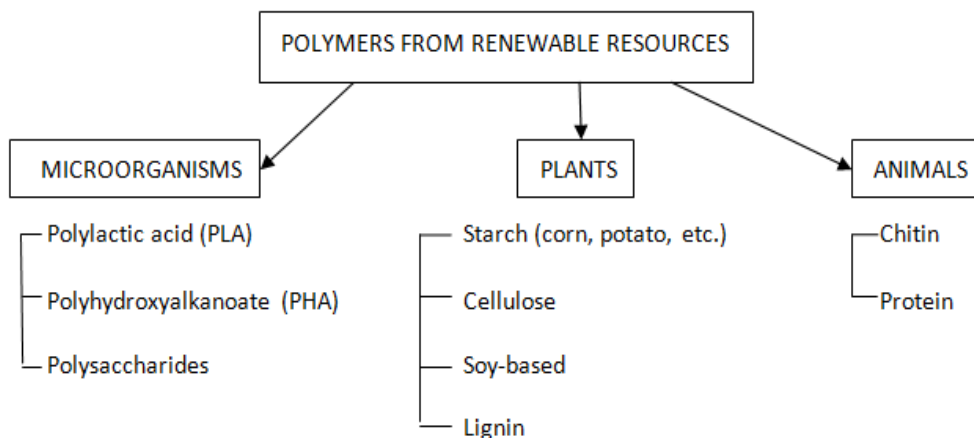 POLYMERS FROM RENEWABLE RESOURCES
MICROORGANISMS
Polylactic acid (PLA)
Polyhydroxyalkanoate (PHA)
Polysaccharides
PLANTS
Starch (corn, potato, etc.)
Cellulose
Soy-based
Lignin
ANIMALS
Chitin
Protein